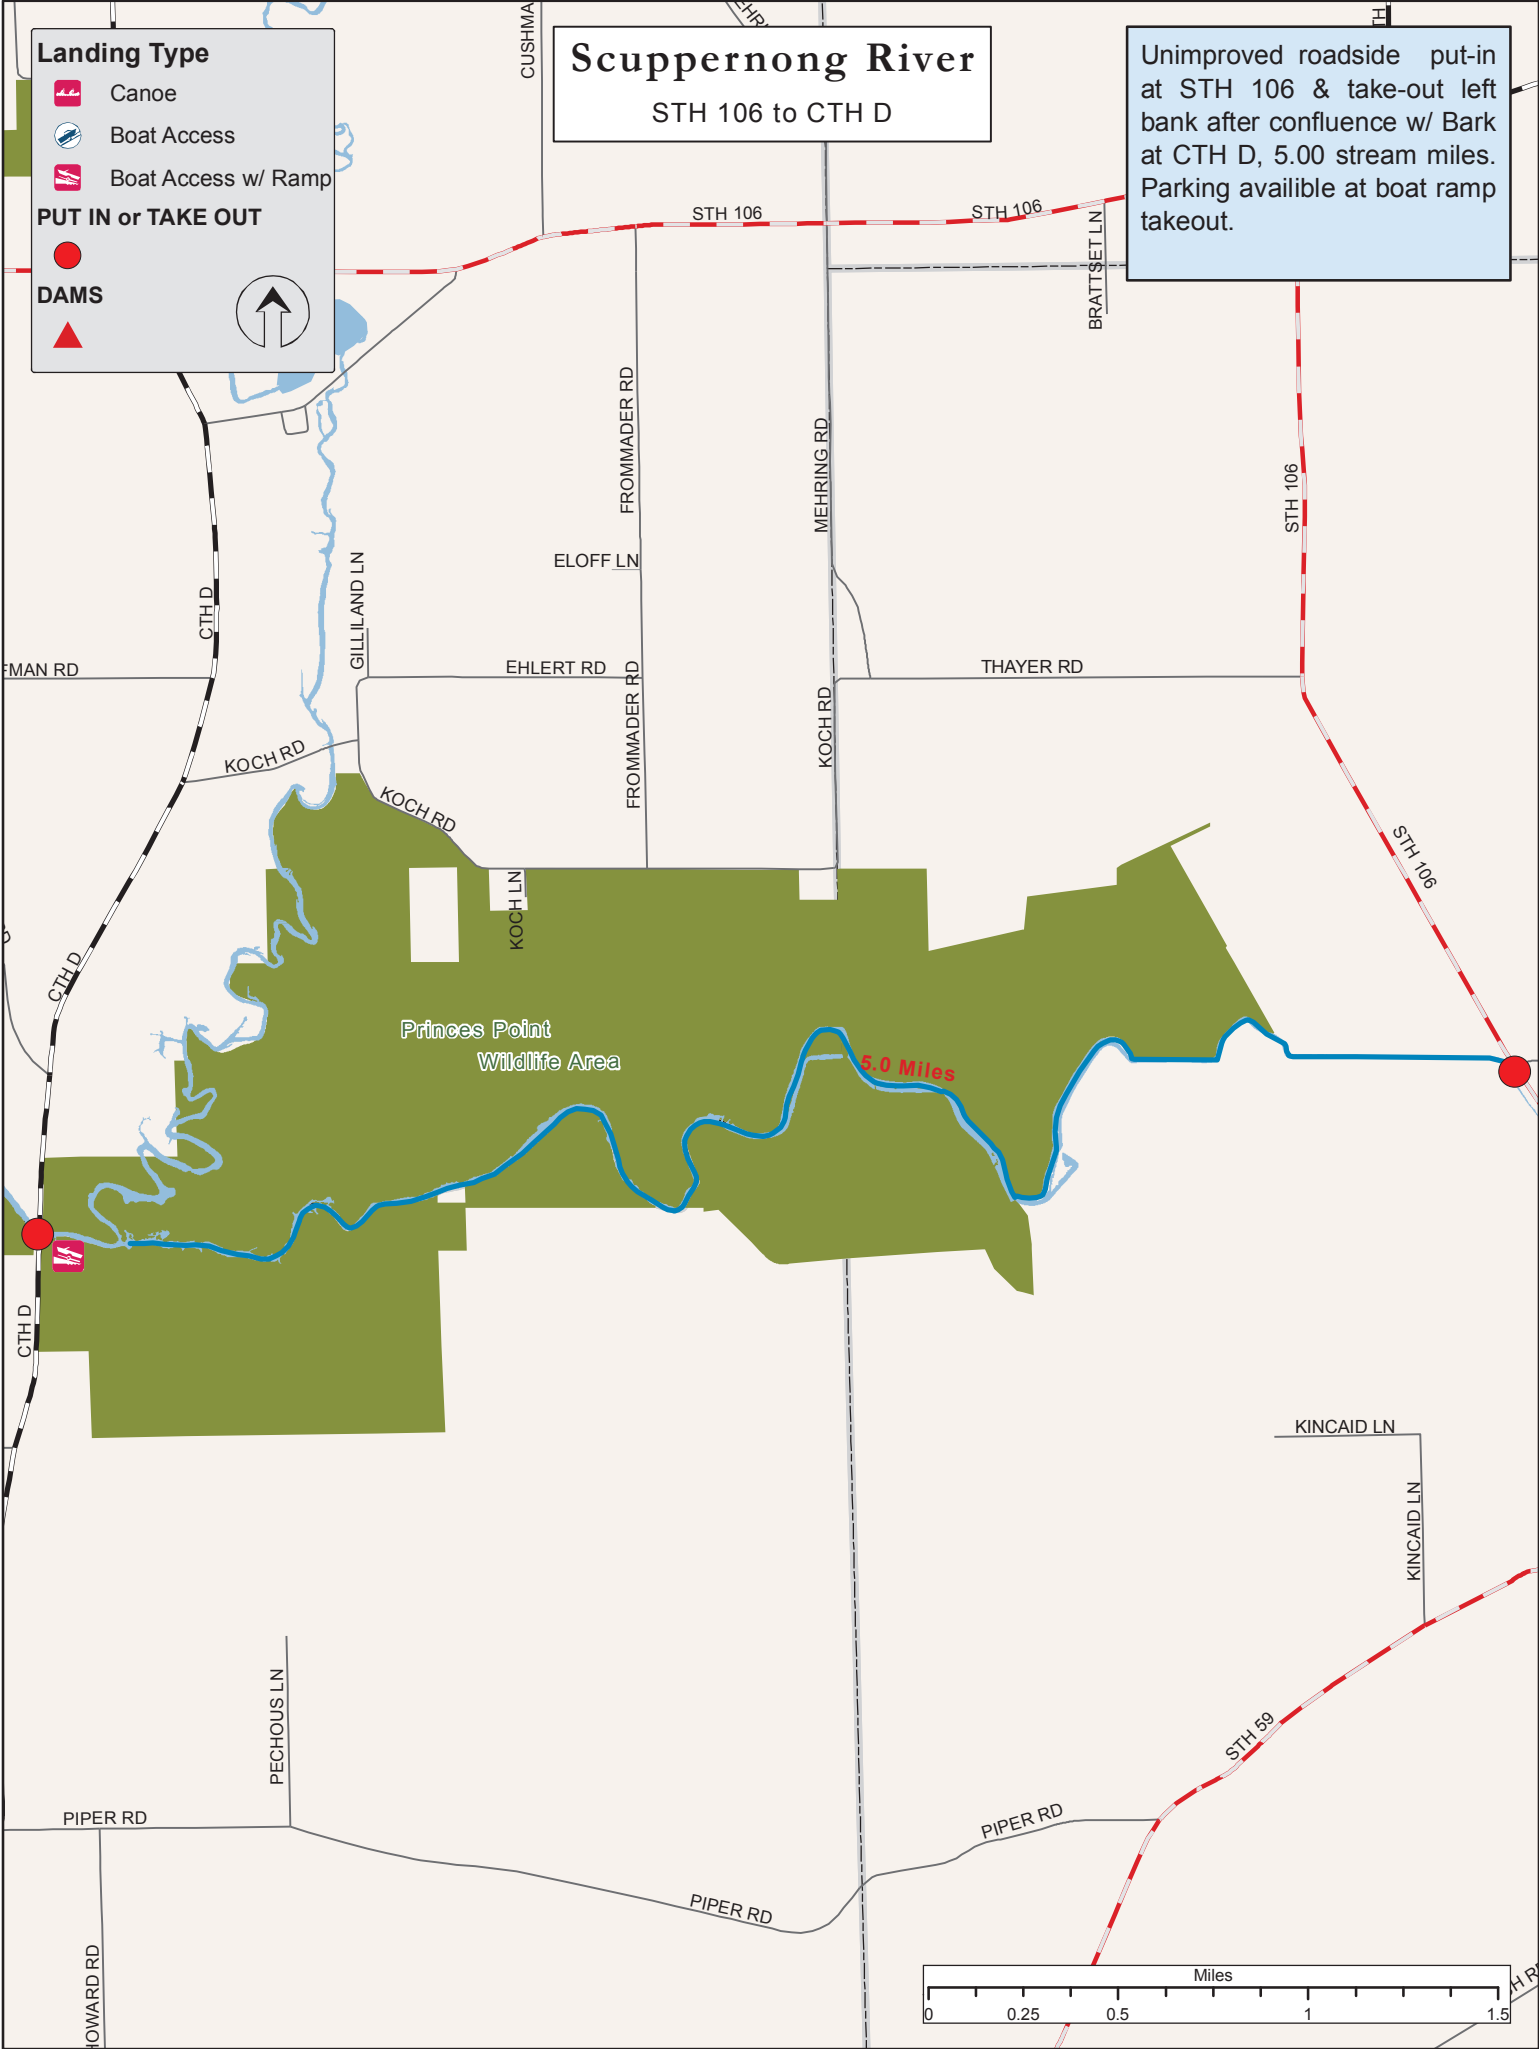 Landing Type
Canoe
Boat Access
Boat Access w/ Ramp
PUT IN or TAKE OUT
DAMS
Scuppernong River
STH 106 to CTH D
Unimproved roadside put-in
at STH 106 & take-out left
bank after confluence w/ Bark
at CTH D, 5.00 stream miles.
Parking availible at boat ramp
takeout.
CUSHMA
EHRI
TH
STH 106
STH 106
BRATTSET LN
FROMMADER RD
MEHRING RD
STH 106
ELOFF LN
CTH D
GILLILAND LN
FMAN RD
EHLERT RD
FROMMADER RD
THAYER RD
KOCH RD
KOCH RD
KOCH RD
STH 106
KOCH LN
CTH D
Princes Point
Wildlife Area
5.0 Miles
CTH D
KINCAID LN
KINCAID LN
PECHOUS LN
STH 59
PIPER RD
PIPER RD
PIPER RD
HOWARD RD
Miles
0 0.25 0.5 1 1.5
H RD